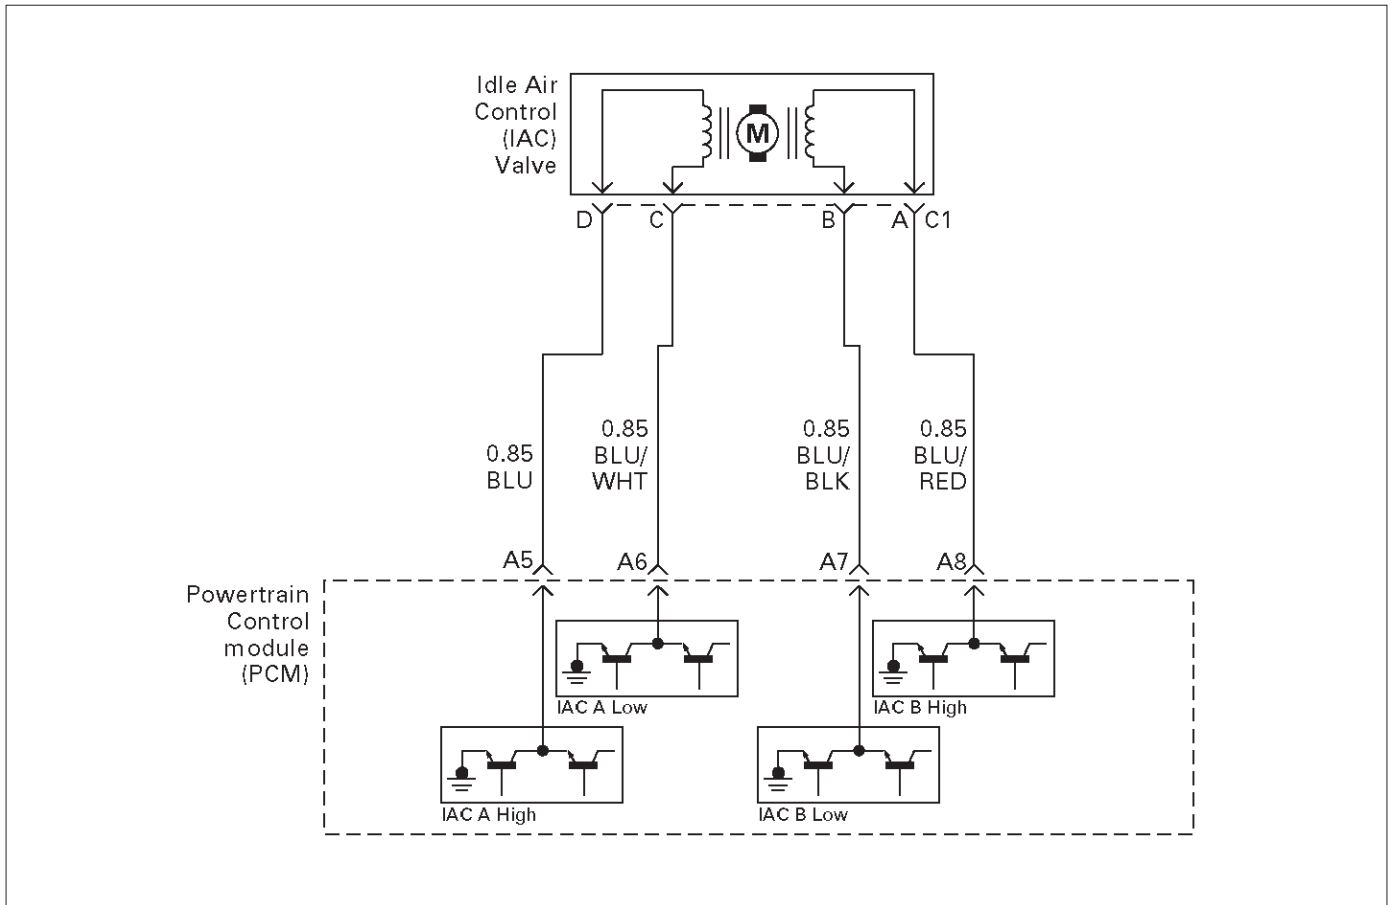 Idle Air
Control
(IAC)
Valve
M
D
C
B
A
C1
0.85
BLU
0.85
BLU/
WHT
0.85
BLU/
BLK
0.85
BLU/
RED
A5
A6
A7
A8
Powertrain
Control
module
(PCM)
IAC A Low
IAC B High
IAC A High
IAC B Low